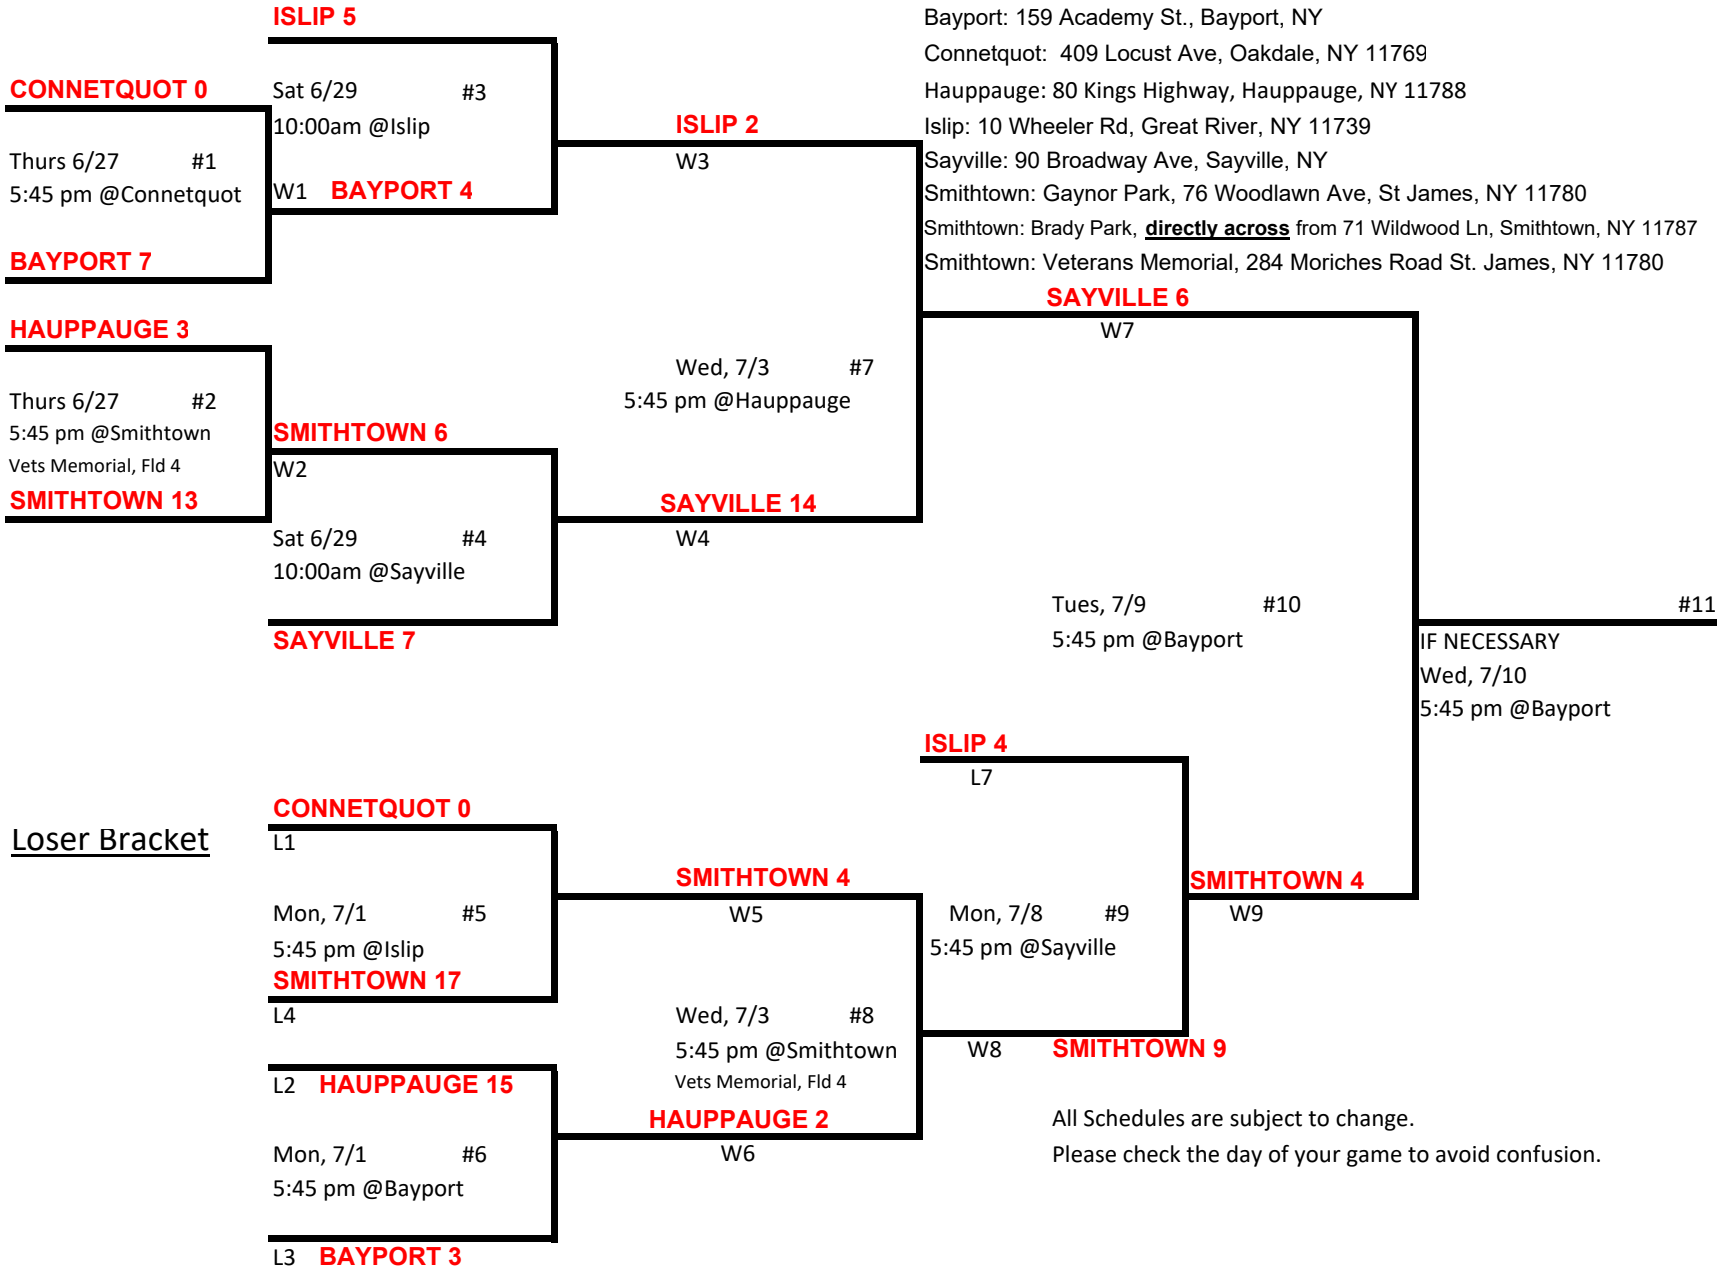 ISLIP 5
Bayport: 159 Academy St., Bayport, NY
Connetquot:  409 Locust Ave, Oakdale, NY 11769
CONNETQUOT 0
Sat 6/29 #3
Hauppauge: 80 Kings Highway, Hauppauge, NY 11788
10:00am @Islip
ISLIP 2
Islip: 10 Wheeler Rd, Great River, NY 11739
Thurs 6/27 #1
W3
Sayville: 90 Broadway Ave, Sayville, NY
5:45 pm @Connetquot
W1 BAYPORT 4
Smithtown: Gaynor Park, 76 Woodlawn Ave, St James, NY 11780
Smithtown: Brady Park, directly across from 71 Wildwood Ln, Smithtown, NY 11787
BAYPORT 7
Smithtown: Veterans Memorial, 284 Moriches Road St. James, NY 11780
SAYVILLE 6
HAUPPAUGE 3
W7
Wed, 7/3 #7
Thurs 6/27 #2
5:45 pm @Hauppauge
5:45 pm @Smithtown
SMITHTOWN 6
Vets Memorial, Fld 4
W2
SMITHTOWN 13
SAYVILLE 14
Sat 6/29 #4
W4
10:00am @Sayville
Tues, 7/9 #10
#11
SAYVILLE 7
5:45 pm @Bayport
IF NECESSARY
Wed, 7/10
5:45 pm @Bayport
ISLIP 4
L7
CONNETQUOT 0
Loser Bracket
L1
SMITHTOWN 4
SMITHTOWN 4
Mon, 7/1 #5
W5
Mon, 7/8 #9
W9
5:45 pm @Islip
5:45 pm @Sayville
SMITHTOWN 17
L4
Wed, 7/3 #8
5:45 pm @Smithtown
W8 SMITHTOWN 9
L2 HAUPPAUGE 15
Vets Memorial, Fld 4
HAUPPAUGE 2
All Schedules are subject to change.
Mon, 7/1 #6
W6
Please check the day of your game to avoid confusion.
5:45 pm @Bayport
L3 BAYPORT 3